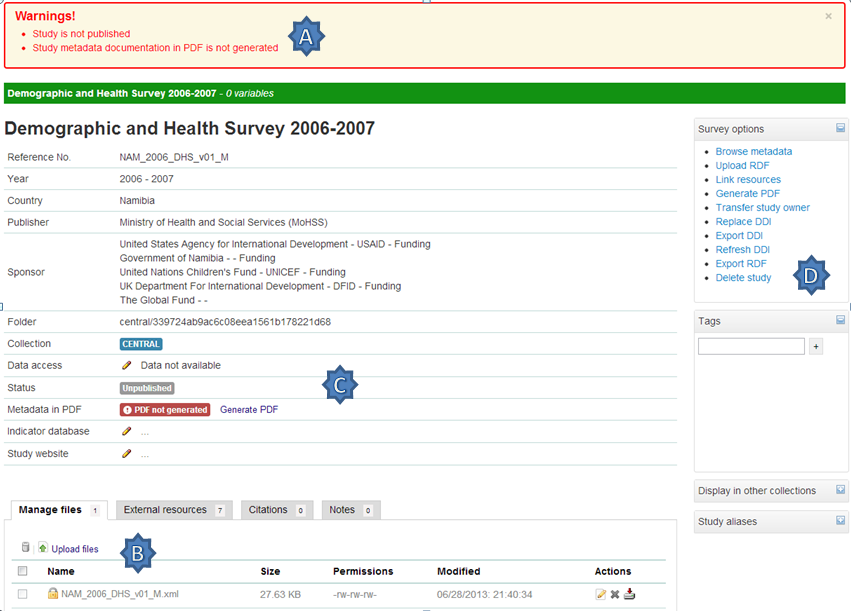 Warnings!
Study is not published
Study metadata documentation in PDF is not generated
×
A
Demographic and Health Survey 2006-2007 - 0 variables
Demographic and Health Survey 2006-2007
Reference No. NAM_2006_DHS_v01_M
Year 2006 - 2007
Country Namibia
Publisher Ministry of Health and Social Services (MoHSS)
Sponsor
United States Agency for International Development - USAID - Funding
Government of Namibia - - Funding
United Nations Children's Fund - UNICEF - Funding
UK Department For International Development - DFID - Funding
The Global Fund - -
Folder central/339724ab9ac6c08eea1561b178221d68
Collection CENTRAL
Data access Data not available
Status Unpublished
C
Metadata in PDF PDF not generated Generate PDF
Indicator database ...
Study website ...
Manage files 1 External resources 7 Citations 0 Notes 0
Upload files
B
Name Size Permissions Modified Actions
NAM_2006_DHS_v01_M.xml 27.63 KB -rw-rw-rw- 06/28/2013: 21:40:34
Survey options
Browse metadata
Upload RDF
Link resources
Generate PDF
Transfer study owner
Replace DDI
Export DDI
Refresh DDI
Export RDF
Delete study
D
Tags
+
Display in other collections
Study aliases